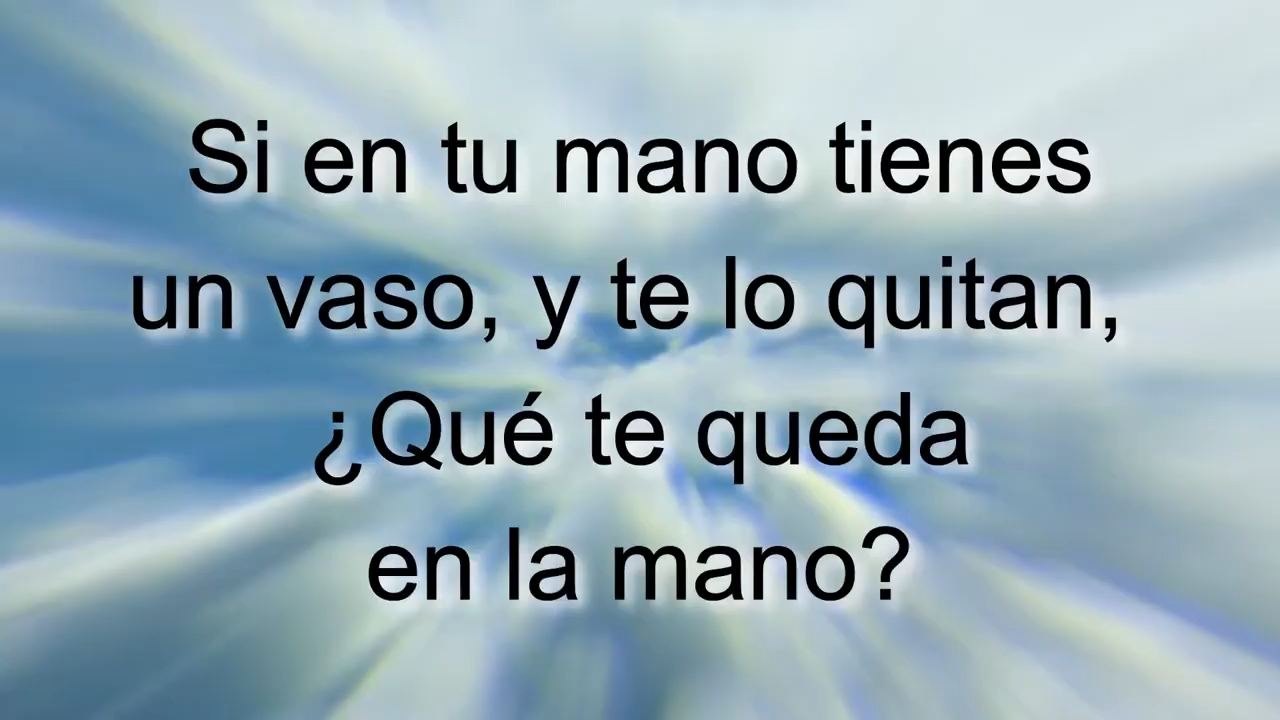 Si en tu mano tienes
un vaso, y te lo quitan,
¿Qué te queda
en la mano?